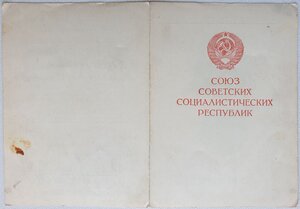 СОЮЗ
СОВЕТСКИХ
СОЦИАЛИСТИЧЕСКИХ
РЕСПУБЛИК